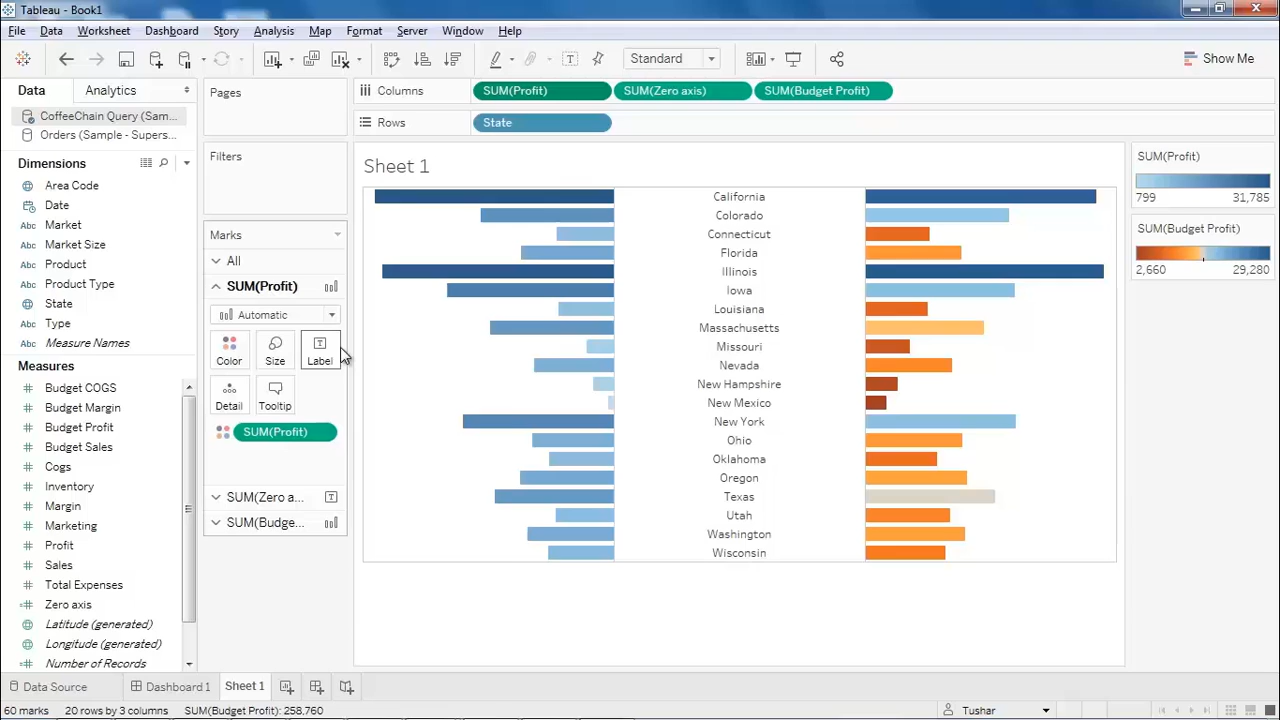 Tableau - Book1
File Data Worksheet Dashboard Story Analysis Map Format Server Window Help
Standard
Show Me
Data Analytics
CoffeeChain Query (Sam...
Orders (Sample - Supers...
Dimensions
Area Code
Date
Abc Market
Abc Market Size
Abc Product
Abc Product Type
State
Abc Type
Abc Measure Names
Measures
Budget COGS
Budget Margin
Budget Profit
Budget Sales
Cogs
Inventory
Margin
Marketing
Profit
Sales
Total Expenses
Zero axis
Latitude (generated)
Longitude (generated)
Number of Records
Pages
Filters
Marks
All
SUM(Profit)
Automatic
Color Size Label
Detail Tooltip
SUM(Profit)
SUM(Zero a...
SUM(Budge...
Columns SUM(Profit) SUM(Zero axis) SUM(Budget Profit)
Rows State
Sheet 1
California
Colorado
Connecticut
Florida
Illinois
Iowa
Louisiana
Massachusetts
Missouri
Nevada
New Hampshire
New Mexico
New York
Ohio
Oklahoma
Oregon
Texas
Utah
Washington
Wisconsin
SUM(Profit)
799 31,785
SUM(Budget Profit)
2,660 29,280
Data Source Dashboard 1 Sheet 1
60 marks 20 rows by 3 columns SUM(Budget Profit): 258,760 Tushar